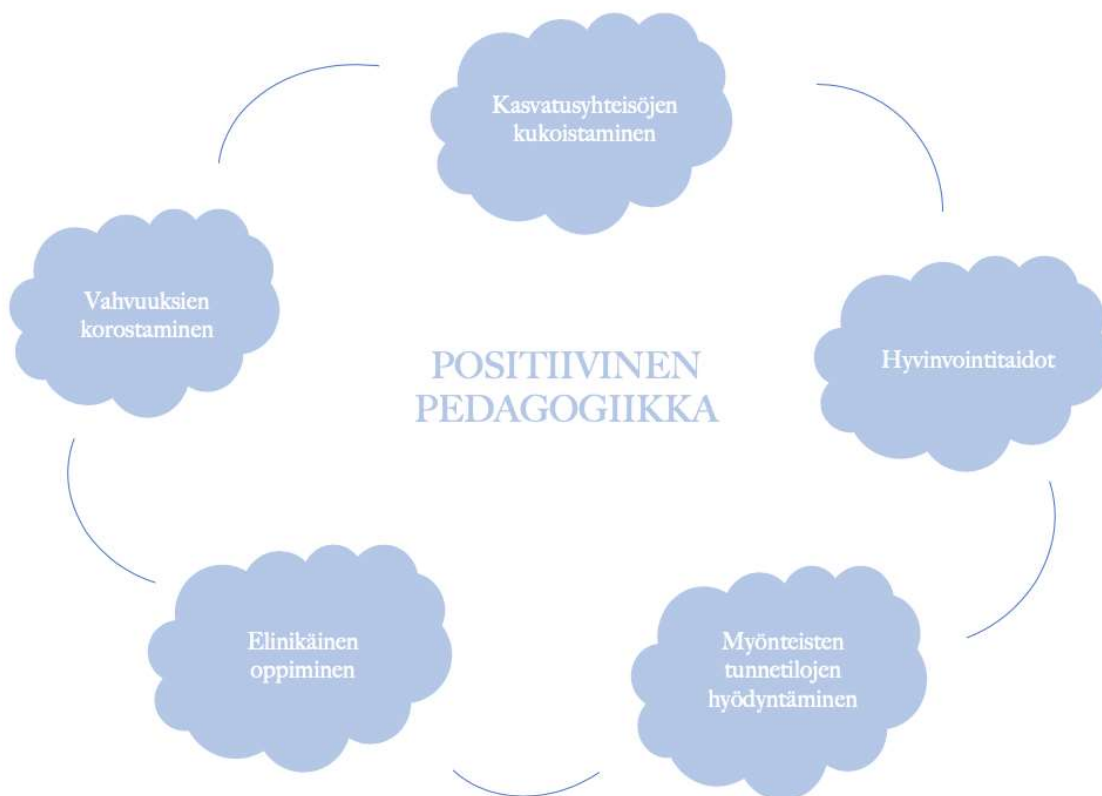 Kasvatusyhteisöjen
kukoistaminen
Vahvuuksien
korostaminen
Hyvinvointitaidot
POSITIIVINEN
PEDAGOGIIKKA
Elinikäinen
oppiminen
Myönteisten
tunnetilojen
hyödyntäminen